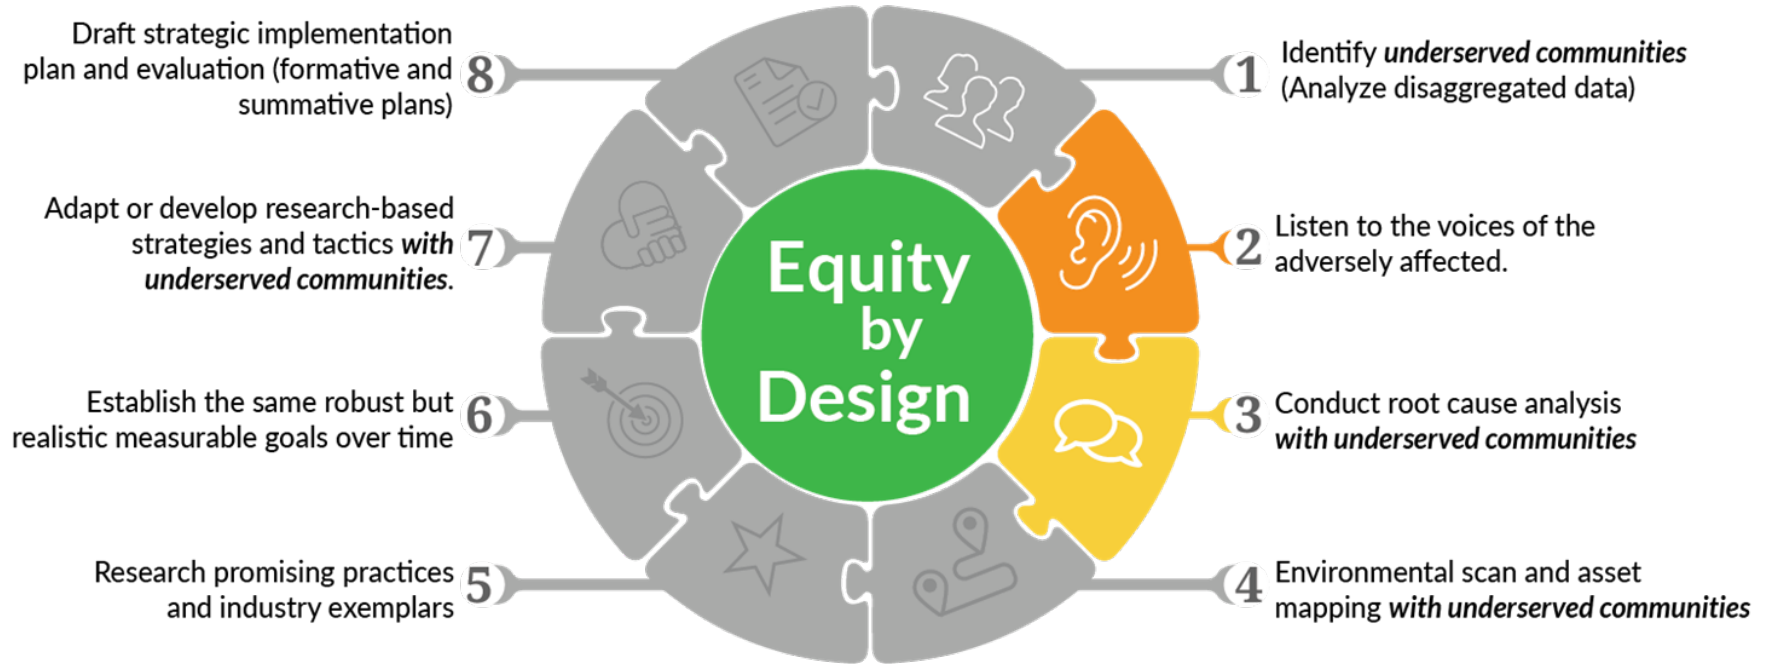 Equity
by
Design
1
Identify underserved communities
(Analyze disaggregated data)
2
Listen to the voices of the
adversely affected.
3
Conduct root cause analysis
with underserved communities
4
Environmental scan and asset
mapping with underserved communities
5
Research promising practices
and industry exemplars
6
Establish the same robust but
realistic measurable goals over time
7
Adapt or develop research-based
strategies and tactics with
underserved communities.
8
Draft strategic implementation
plan and evaluation (formative and
summative plans)